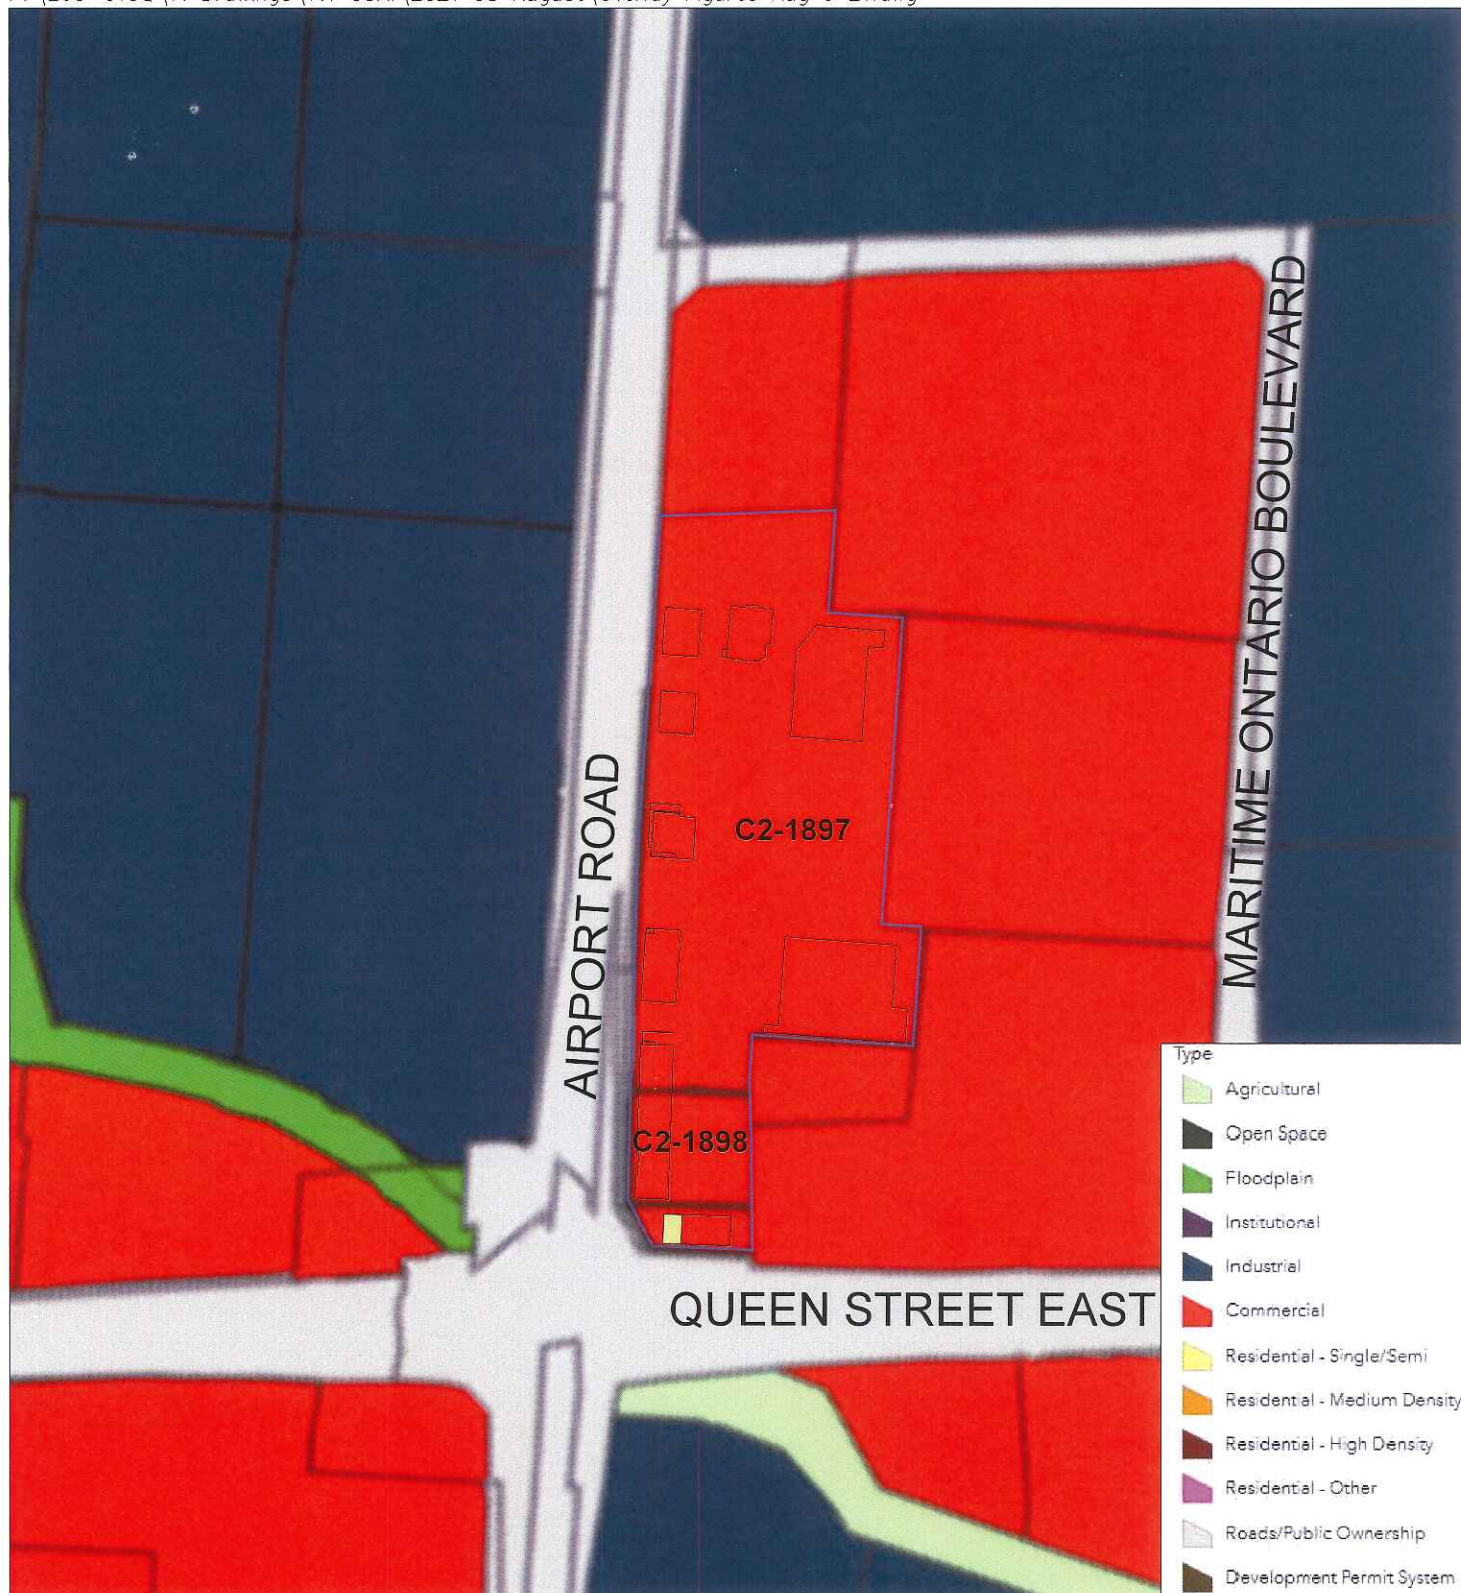 AIRPORT ROAD
MARITIME ONTARIO BOULEVARD
C2-1897
C2-1898
QUEEN STREET EAST
Type
Agricultural
Open Space
Floodplain
Institutional
Industrial
Commercial
Residential - Single/Semi
Residential - Medium Density
Residential - High Density
Residential - Other
Roads/Public Ownership
Development Permit System